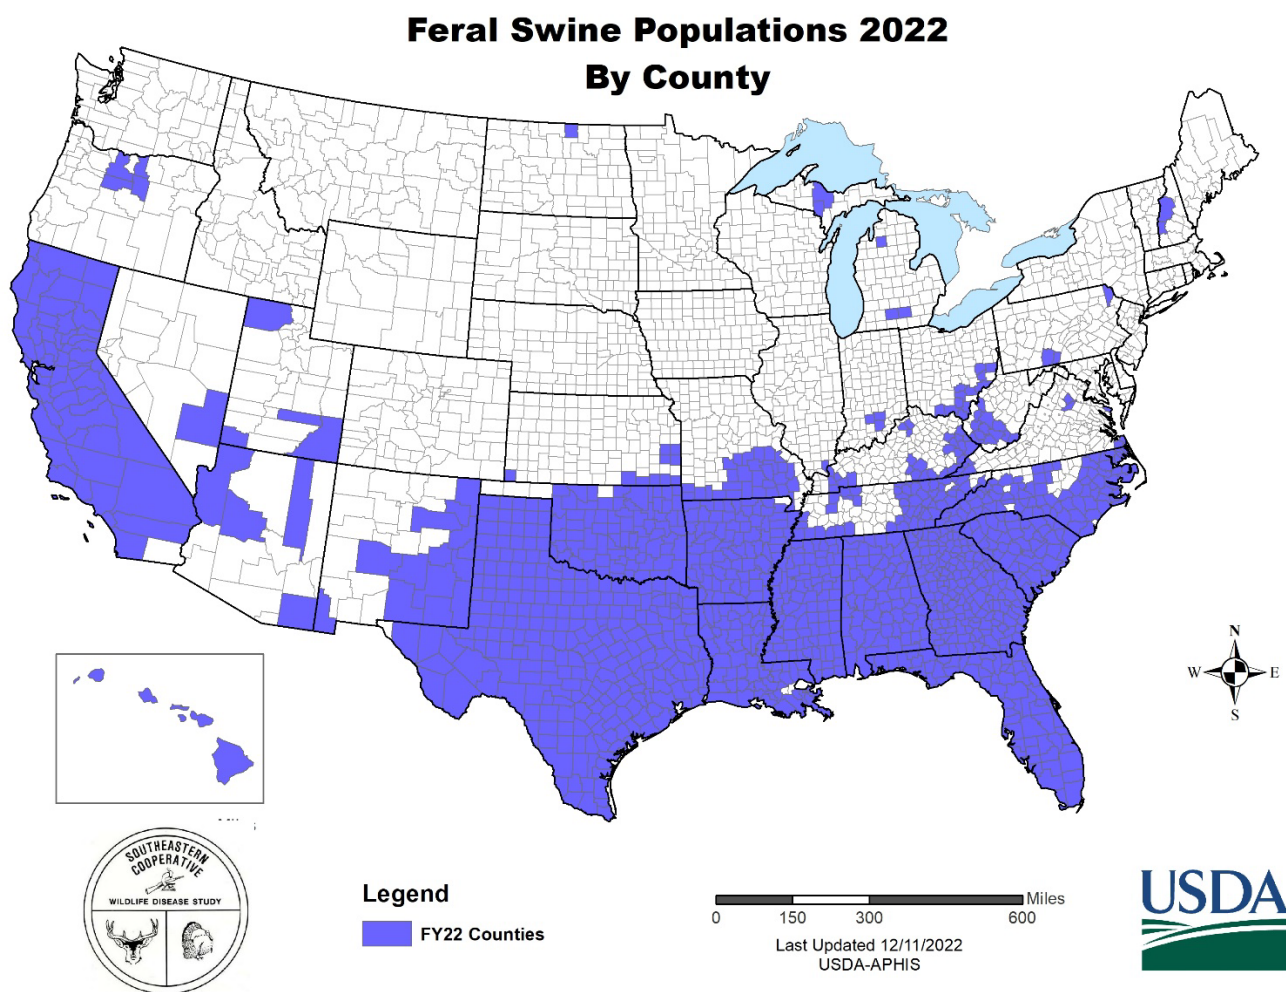 Feral Swine Populations 2022
By County
N
W
E
S
SOUTHEASTERN
COOPERATIVE
WILDLIFE DISEASE STUDY
Legend
FY22 Counties
Miles
0 150 300 600
Last Updated 12/11/2022
USDA-APHIS
USDA